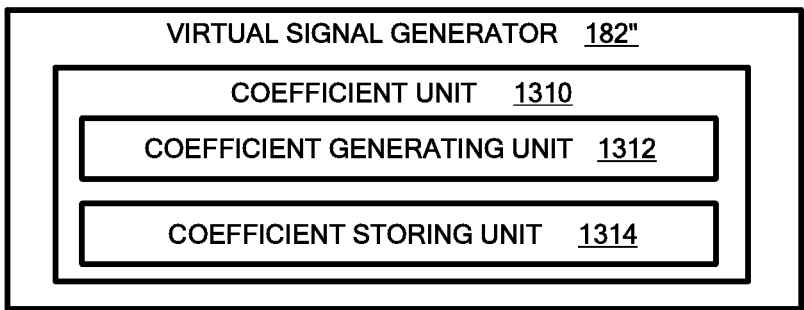 VIRTUAL SIGNAL GENERATOR 182"
COEFFICIENT UNIT 1310
COEFFICIENT GENERATING UNIT 1312
COEFFICIENT STORING UNIT 1314